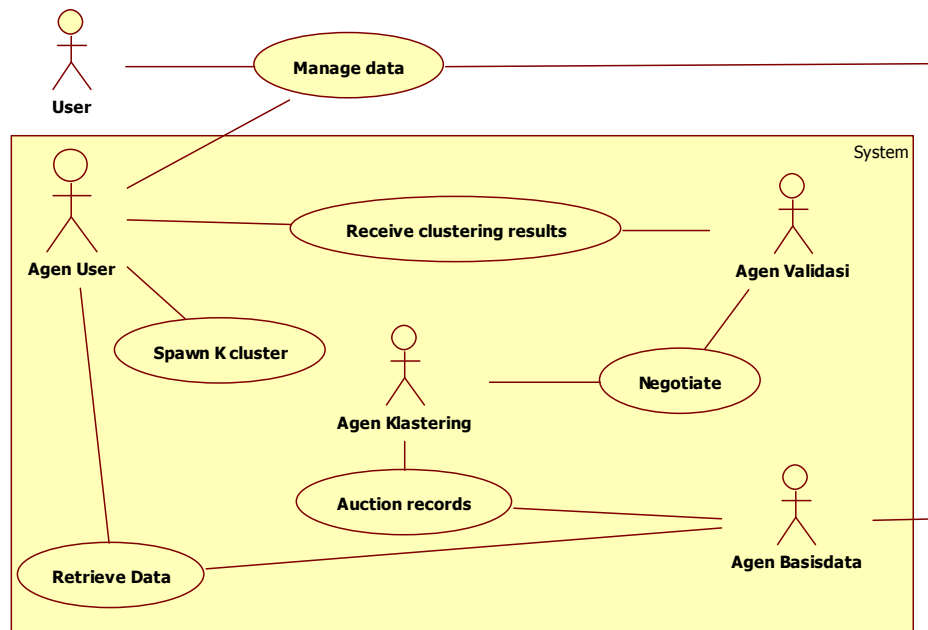 Manage data
User
System
Agen User
Receive clustering results
Agen Validasi
Spawn K cluster
Negotiate
Agen Klastering
Auction records
Agen Basisdata
Retrieve Data